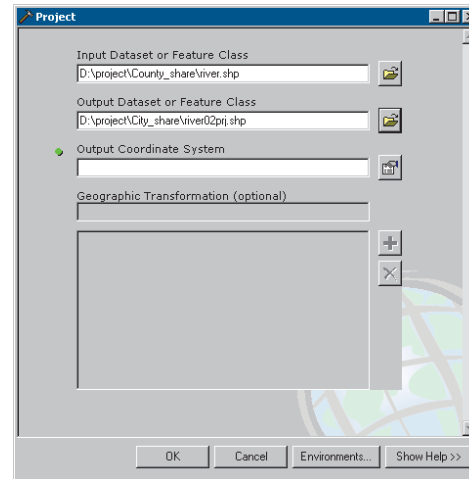 Project
Input Dataset or Feature Class
D:\project\County_share\river.shp
Output Dataset or Feature Class
D:\project\City_share\river02prj.shp
Output Coordinate System
Geographic Transformation (optional)
OK
Cancel
Environments...
Show Help >>